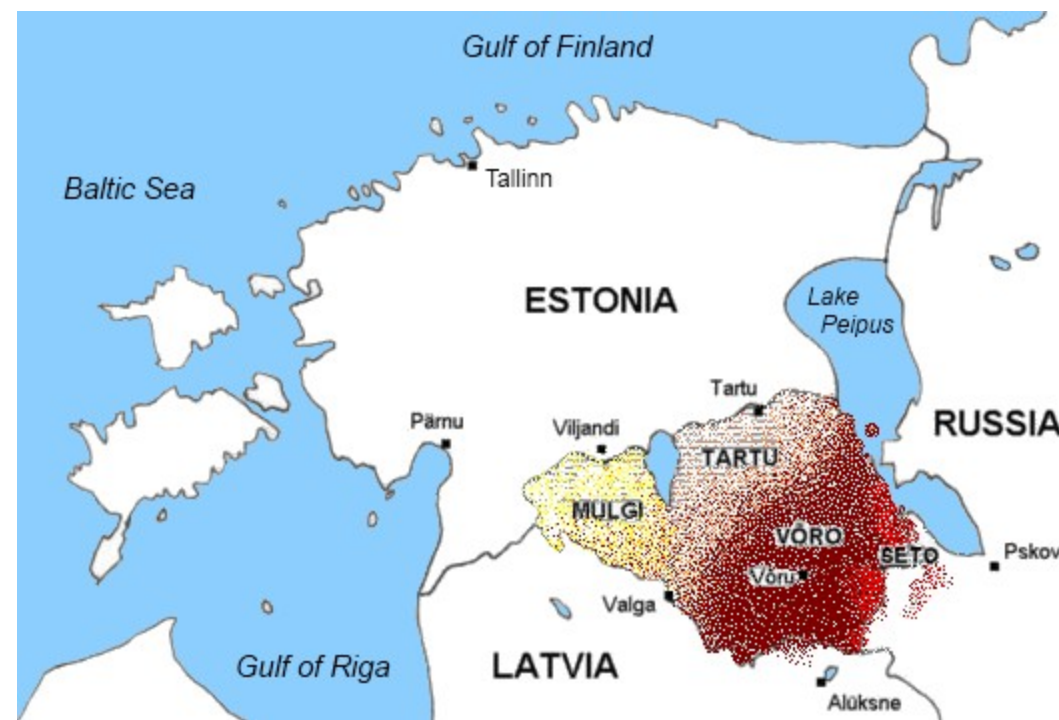 Gulf of Finland
Baltic Sea
Tallinn
ESTONIA
Lake
Peipus
Tartu
Pärnu
Viljandi
RUSSIA
TARTU
MULGI
VÕRO
SETO
Pskov
Võru
Valga
Gulf of Riga
LATVIA
Alüksne